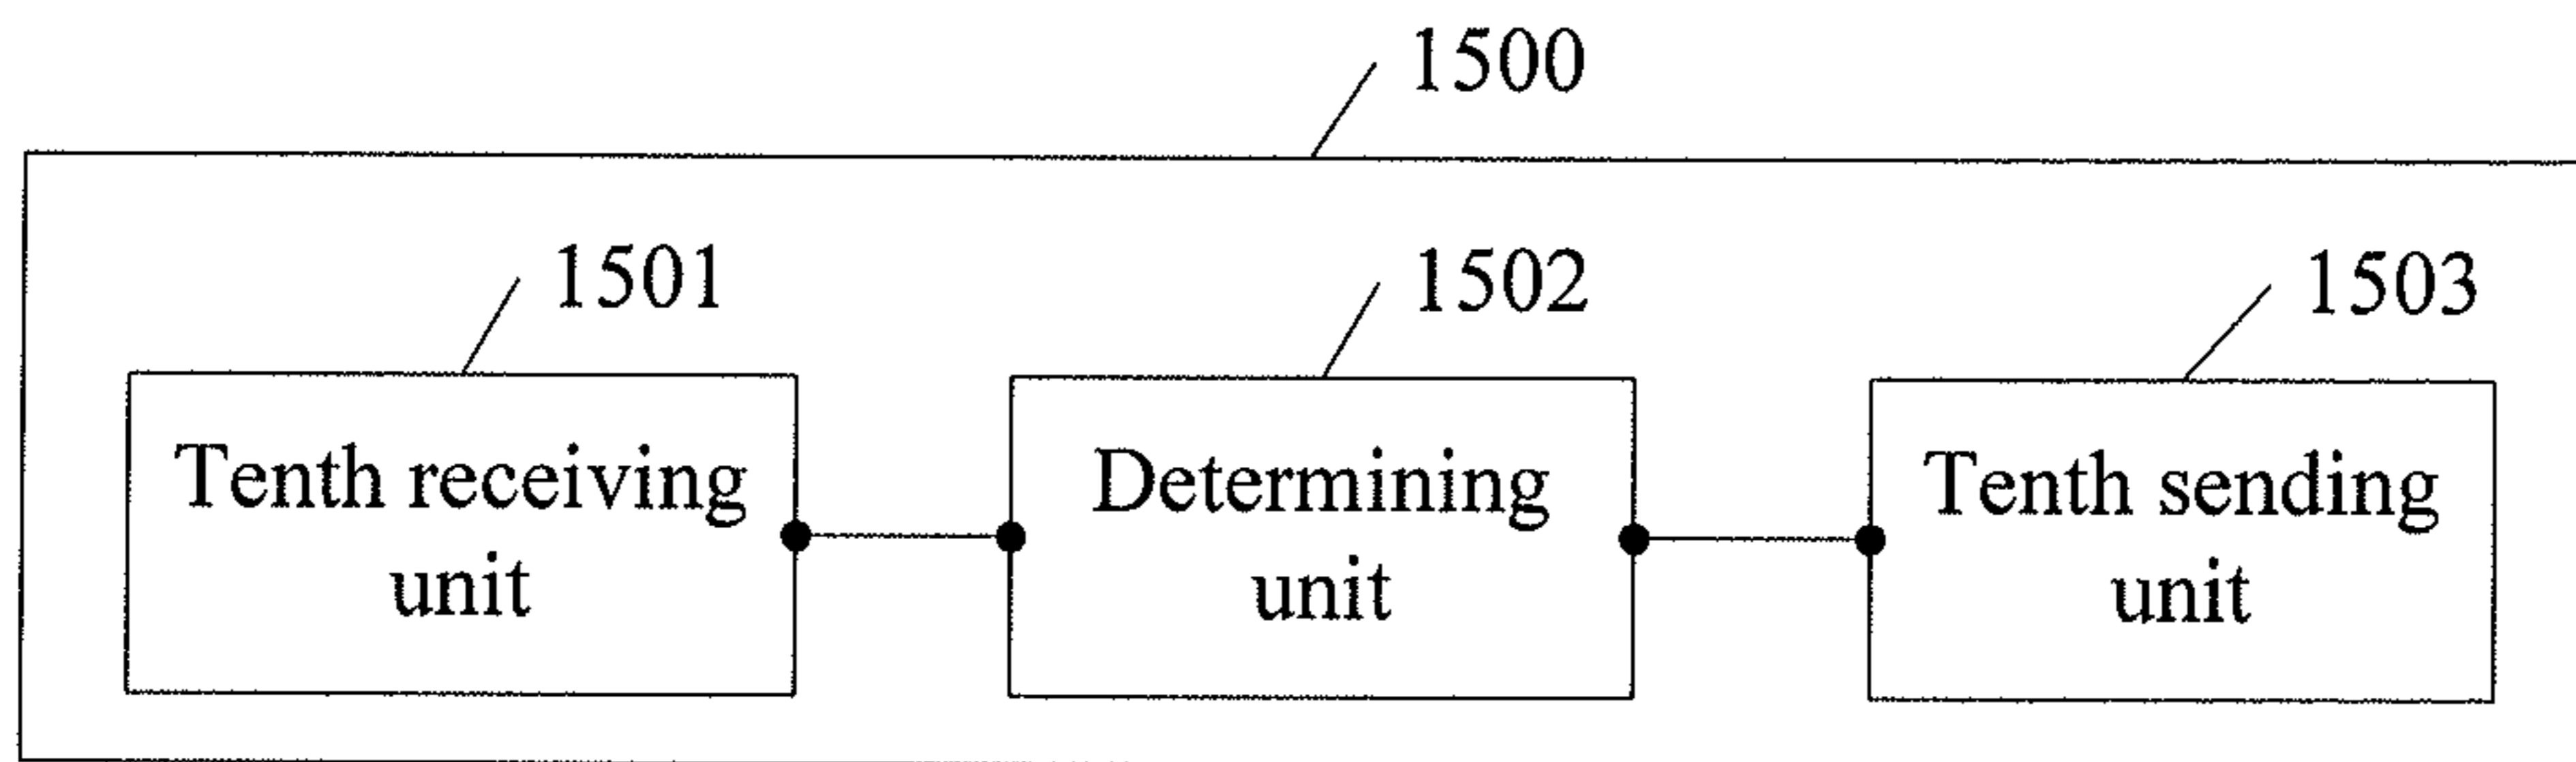 1500
1501
1502
1503
Tenth receiving
unit
Determining
unit
Tenth sending
unit